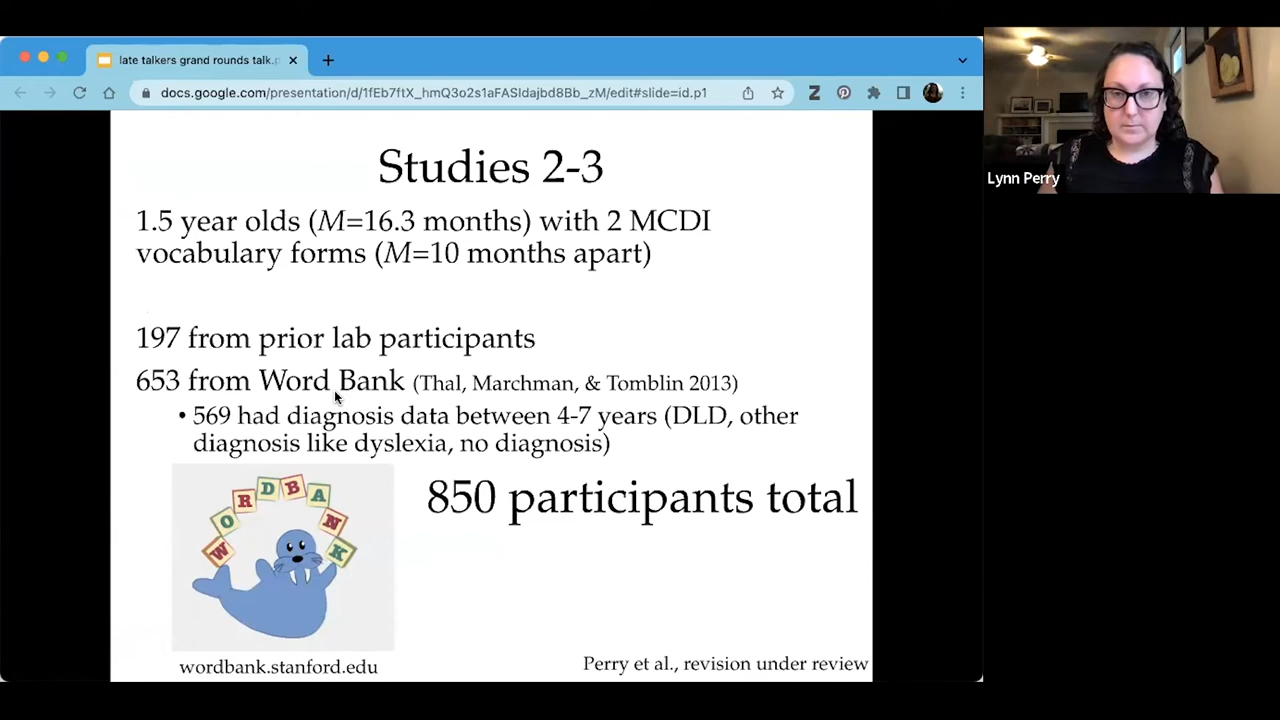 late talkers grand rounds talk.p
docs.google.com/presentation/d/1fEb7ftX_hmQ3o2s1aFASIdajbd8Bb_zM/edit#slide=id.p1
Lynn Perry
Studies 2-3
1.5 year olds (M=16.3 months) with 2 MCDI
vocabulary forms (M=10 months apart)
197 from prior lab participants
653 from Word Bank (Thal, Marchman, & Tomblin 2013)
• 569 had diagnosis data between 4-7 years (DLD, other
diagnosis like dyslexia, no diagnosis)
WORDBANK
850 participants total
wordbank.stanford.edu
Perry et al., revision under review